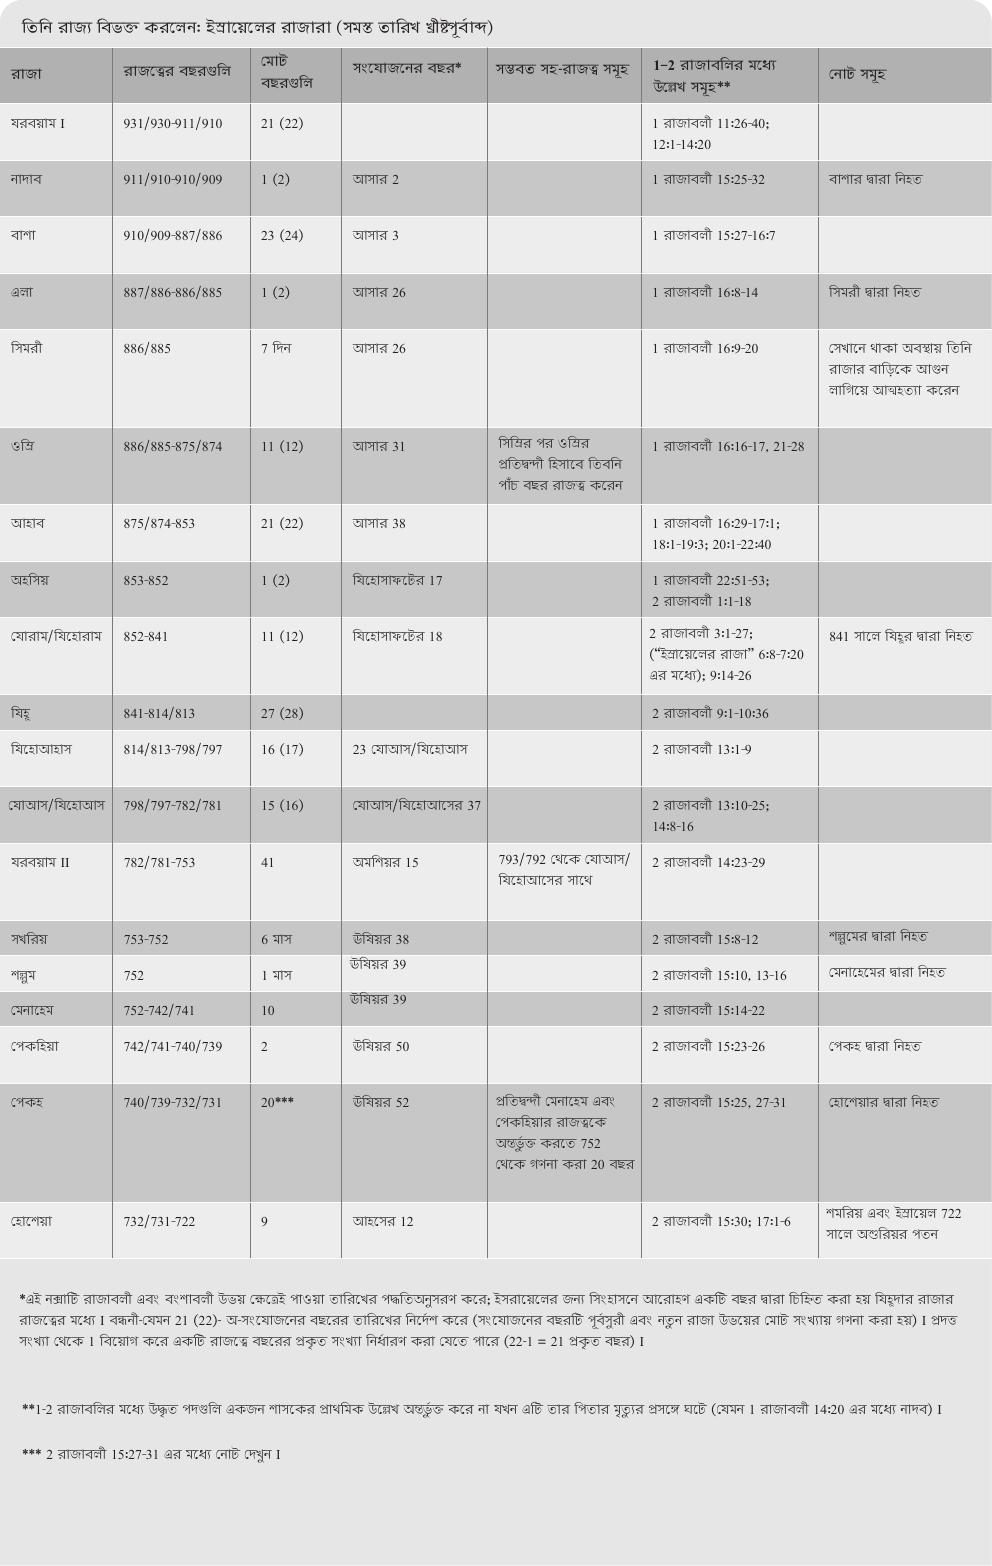 তিনি রাজ্য বিভক্ত করলেন: ইস্রায়েলের রাজারা (সমস্ত তারিখ খ্রীষ্টপূর্বাব্দ)
রাজা রাজত্বের বছরগুলি মোট বছরগুলি সংযোজনের বছর* সম্ভবত সহ-রাজত্ব সমূহ 1–2 রাজাবলির মধ্যে উল্লেখ সমূহ** নোট সমূহ
যরবয়াম I 931/930-911/910 21 (22) 1 রাজাবলী 11:26-40;
12:1-14:20
নাদাব 911/910-910/909 1 (2) আসার 2 1 রাজাবলী 15:25-32 বাশার দ্বারা নিহত
বাশা 910/909-887/886 23 (24) আসার 3 1 রাজাবলী 15:27-16:7
এলা 887/886-886/885 1 (2) আসার 26 1 রাজাবলী 16:8-14 সিমরী দ্বারা নিহত
সিমরী 886/885 7 দিন আসার 26 1 রাজাবলী 16:9-20 সেখানে থাকা অবস্থায় তিনি
রাজার বাড়িকে আগুন
লাগিয়ে আত্মহত্যা করেন
ওম্রি 886/885-875/874 11 (12) আসার 31 সিম্রির পর ওম্রির
প্রতিদ্বন্দী হিসাবে তিবনি
পাঁচ বছর রাজত্ব করেন
1 রাজাবলী 16:16-17, 21-28
আহাব 875/874-853 21 (22) আসার 38 1 রাজাবলী 16:29-17:1;
18:1-19:3; 20:1-22:40
অহসিয় 853-852 1 (2) যিহোসাফটের 17 1 রাজাবলী 22:51-53;
2 রাজাবলী 1:1-18
যোরাম/যিহোরাম 852-841 11 (12) যিহোসাফটের 18 2 রাজাবলী 3:1-27;
(“ইস্রায়েলের রাজা” 6:8-7:20
এর মধ্যে); 9:14-26
841 সালে যিহূর দ্বারা নিহত
যিহূ 841-814/813 27 (28) 2 রাজাবলী 9:1-10:36
যিহোআহাস 814/813-798/797 16 (17) 23 যোআস/যিহোআস 2 রাজাবলী 13:1-9
যোআস/যিহোআস 798/797-782/781 15 (16) যোআস/যিহোআসের 37 2 রাজাবলী 13:10-25;
14:8-16
যরবয়াম II 782/781-753 41 অমশিয়র 15 793/792 থেকে যোআস/
যিহোআসের সাথে
2 রাজাবলী 14:23-29
সখরিয় 753-752 6 মাস ঊষিয়র 38 2 রাজাবলী 15:8-12 শল্লুমের দ্বারা নিহত
শল্লুম 752 1 মাস ঊষিয়র 39 2 রাজাবলী 15:10, 13-16 মেনাহেমের দ্বারা নিহত
মেনাহেম 752-742/741 10 ঊষিয়র 39 2 রাজাবলী 15:14-22
পেকহিয়া 742/741-740/739 2 ঊষিয়র 50 2 রাজাবলী 15:23-26 পেকহ দ্বারা নিহত
পেকহ 740/739-732/731 20*** ঊষিয়র 52 প্রতিদ্বন্দী মেনাহেম এবং
পেকহিয়ার রাজত্বকে
অন্তর্ভুক্ত করতে 752
থেকে গণনা করা 20 বছর
2 রাজাবলী 15:25, 27-31 হোশেয়ার দ্বারা নিহত
হোশেয়া 732/731-722 9 আহসের 12 2 রাজাবলী 15:30; 17:1-6 শমরিয় এবং ইস্রায়েল 722
সালে অশুরিয়র পতন
*এই নক্সাটি রাজাবলী এবং বংশাবলী উভয় ক্ষেত্রেই পাওয়া তারিখের পদ্ধতিঅনুসরণ করে; ইসরায়েলের জন্য সিংহাসনে আরোহণ একটি বছর দ্বারা চিহ্নিত করা হয় যিহূদার রাজার
রাজত্বের মধ্যে I বন্ধনী-যেমন 21 (22)- অ-সংযোজনের বছরের তারিখের নির্দেশ করে (সংযোজনের বছরটি পূর্বসুরী এবং নতুন রাজা উভয়ের মোট সংখ্যায় গণনা করা হয়) I প্রদত্ত
সংখ্যা থেকে 1 বিয়োগ করে একটি রাজত্বে বছরের প্রকৃত সংখ্যা নির্ধারণ করা যেতে পারে (22-1 = 21 প্রকৃত বছর) I
**1-2 রাজাবলির মধ্যে উদ্ধৃত পদগুলি একজন শাসকের প্রাথমিক উল্লেখ অন্তর্ভুক্ত করে না যখন এটি তার পিতার মৃত্যুর প্রসঙ্গে ঘটে (যেমন 1 রাজাবলী 14:20 এর মধ্যে নাদব) I
*** 2 রাজাবলী 15:27-31 এর মধ্যে নোট দেখুন I